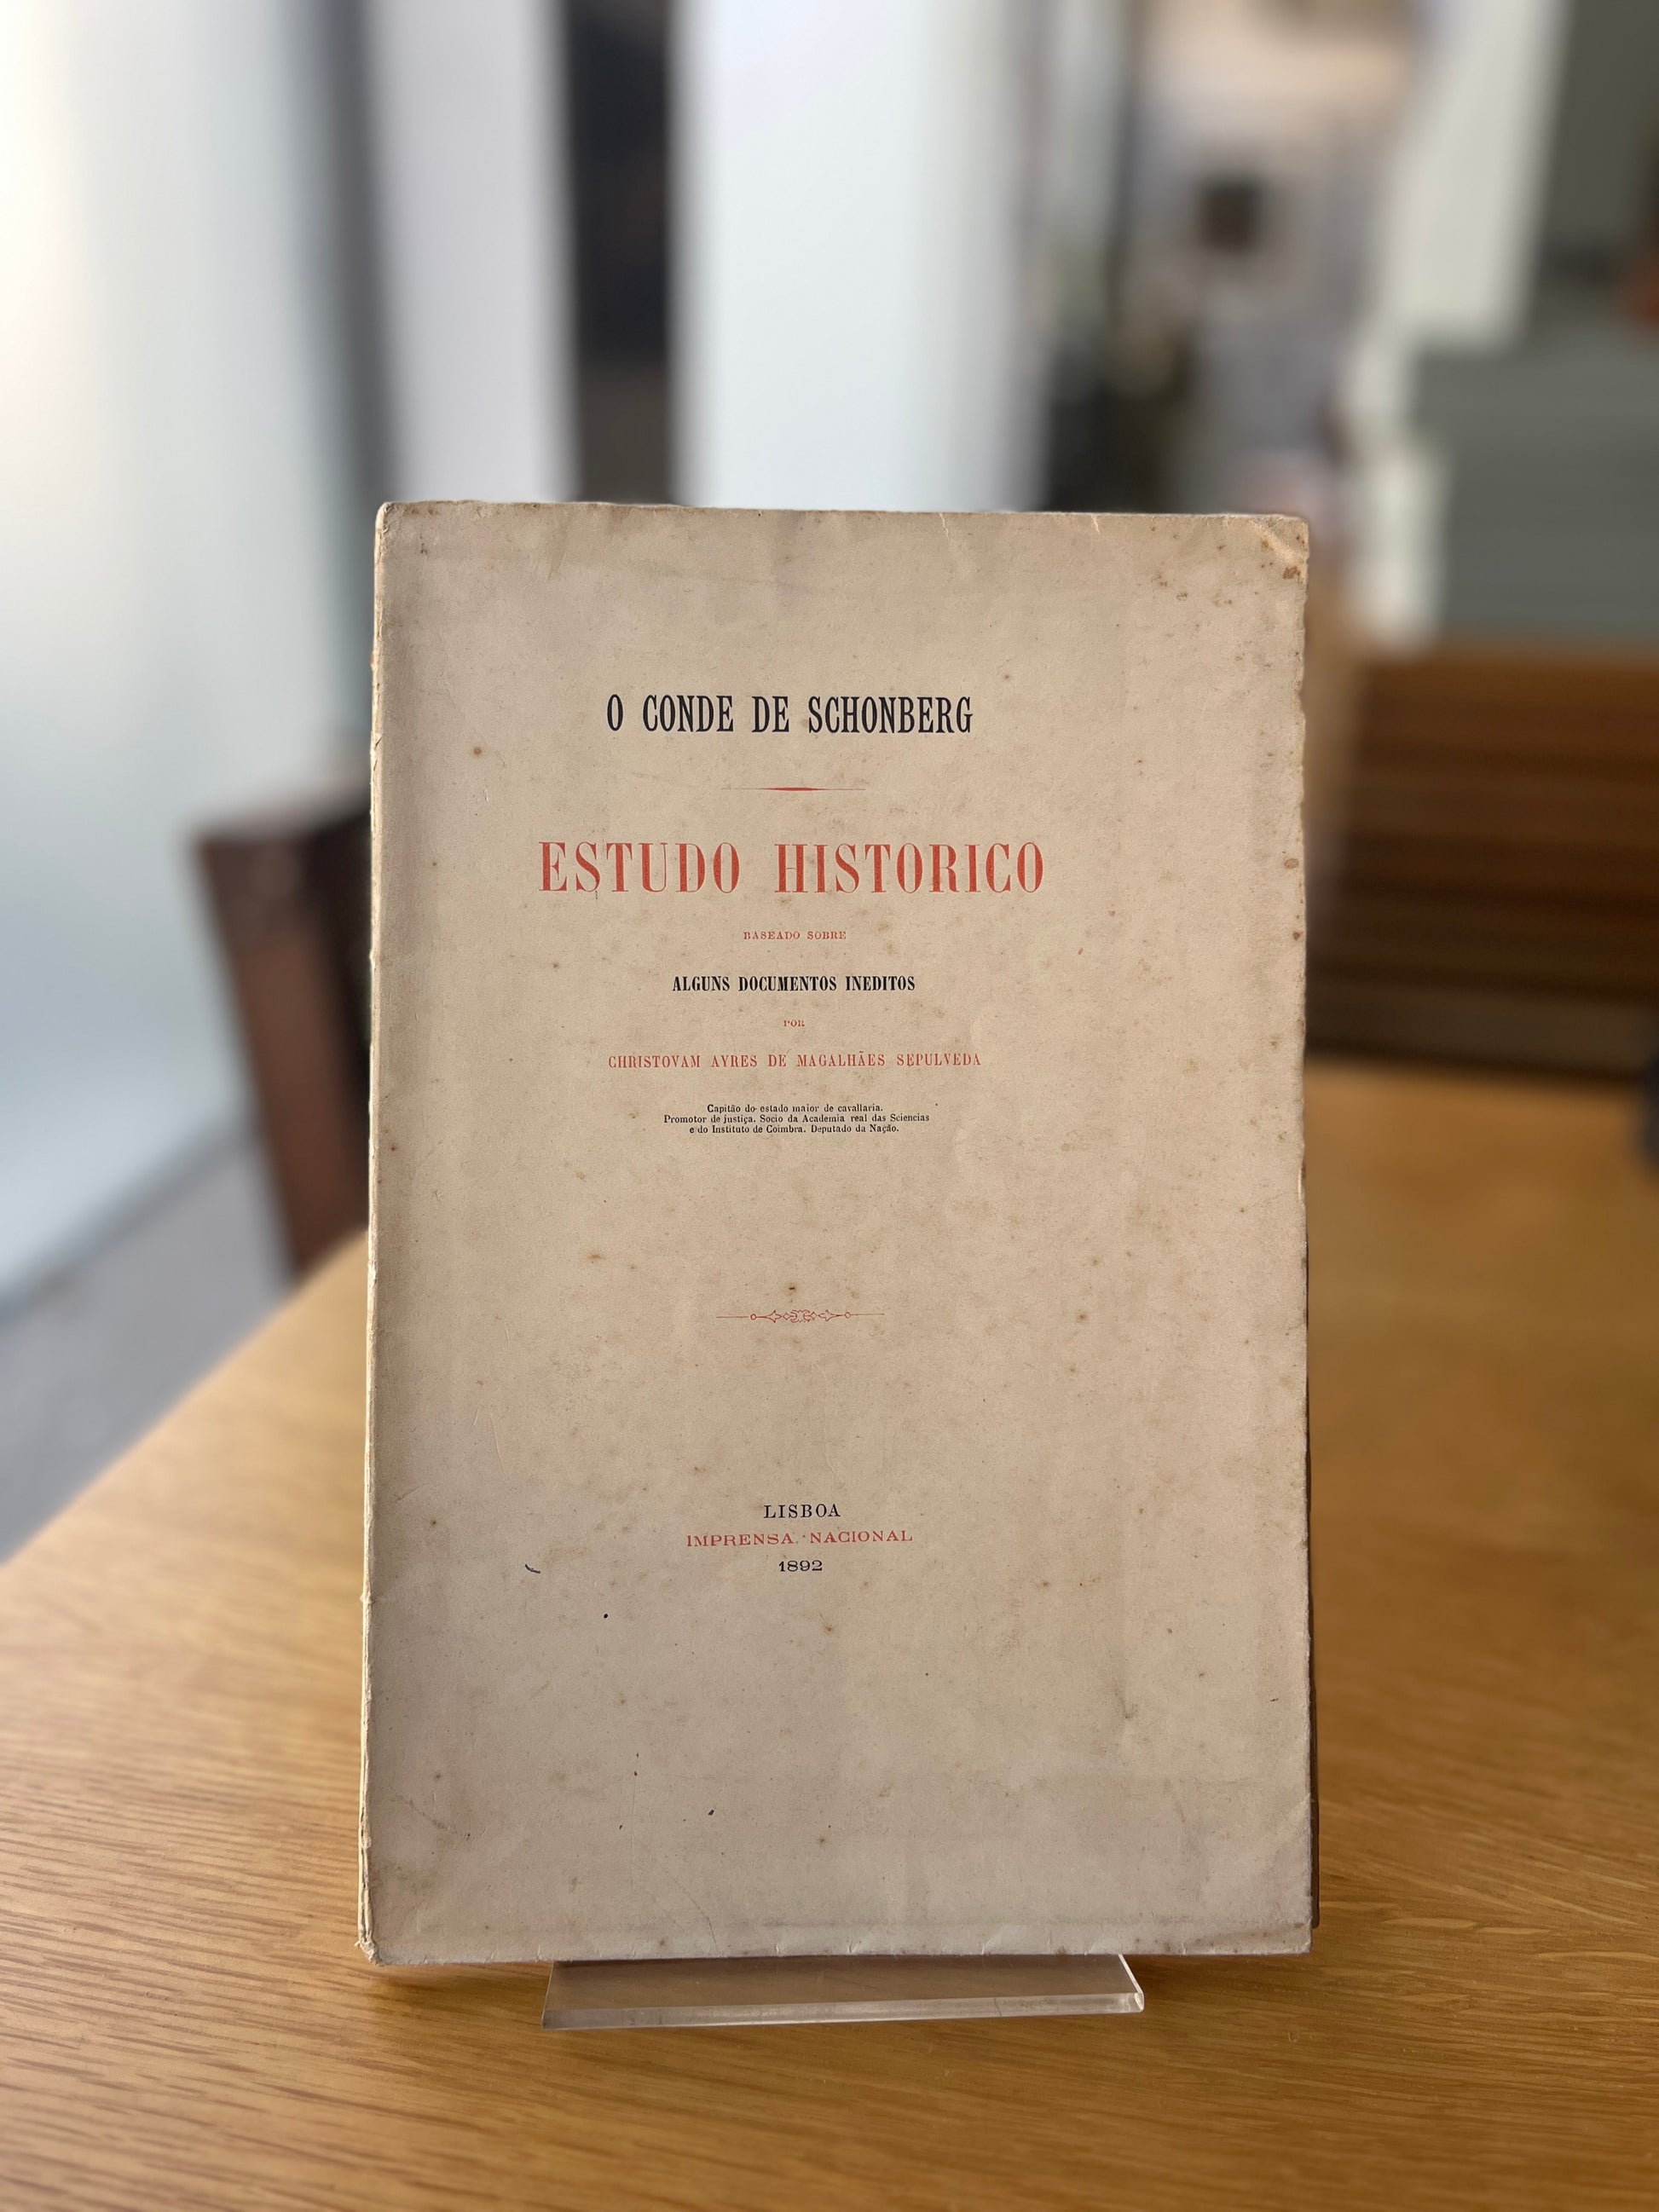 O CONDE DE SCHONBERG
ESTUDO HISTORICO
BASEADO SOBRE
ALGUNS DOCUMENTOS INEDITOS
POR
CHRISTOVAM AYRES DE MAGALHÃES SEPULVEDA
Capitão do estado maior de cavallaria.
Promotor de justiça. Socio da Academia real das Sciencias
e do Instituto de Coimbra. Deputado da Nação.
LISBOA
IMPRENSA NACIONAL
1892